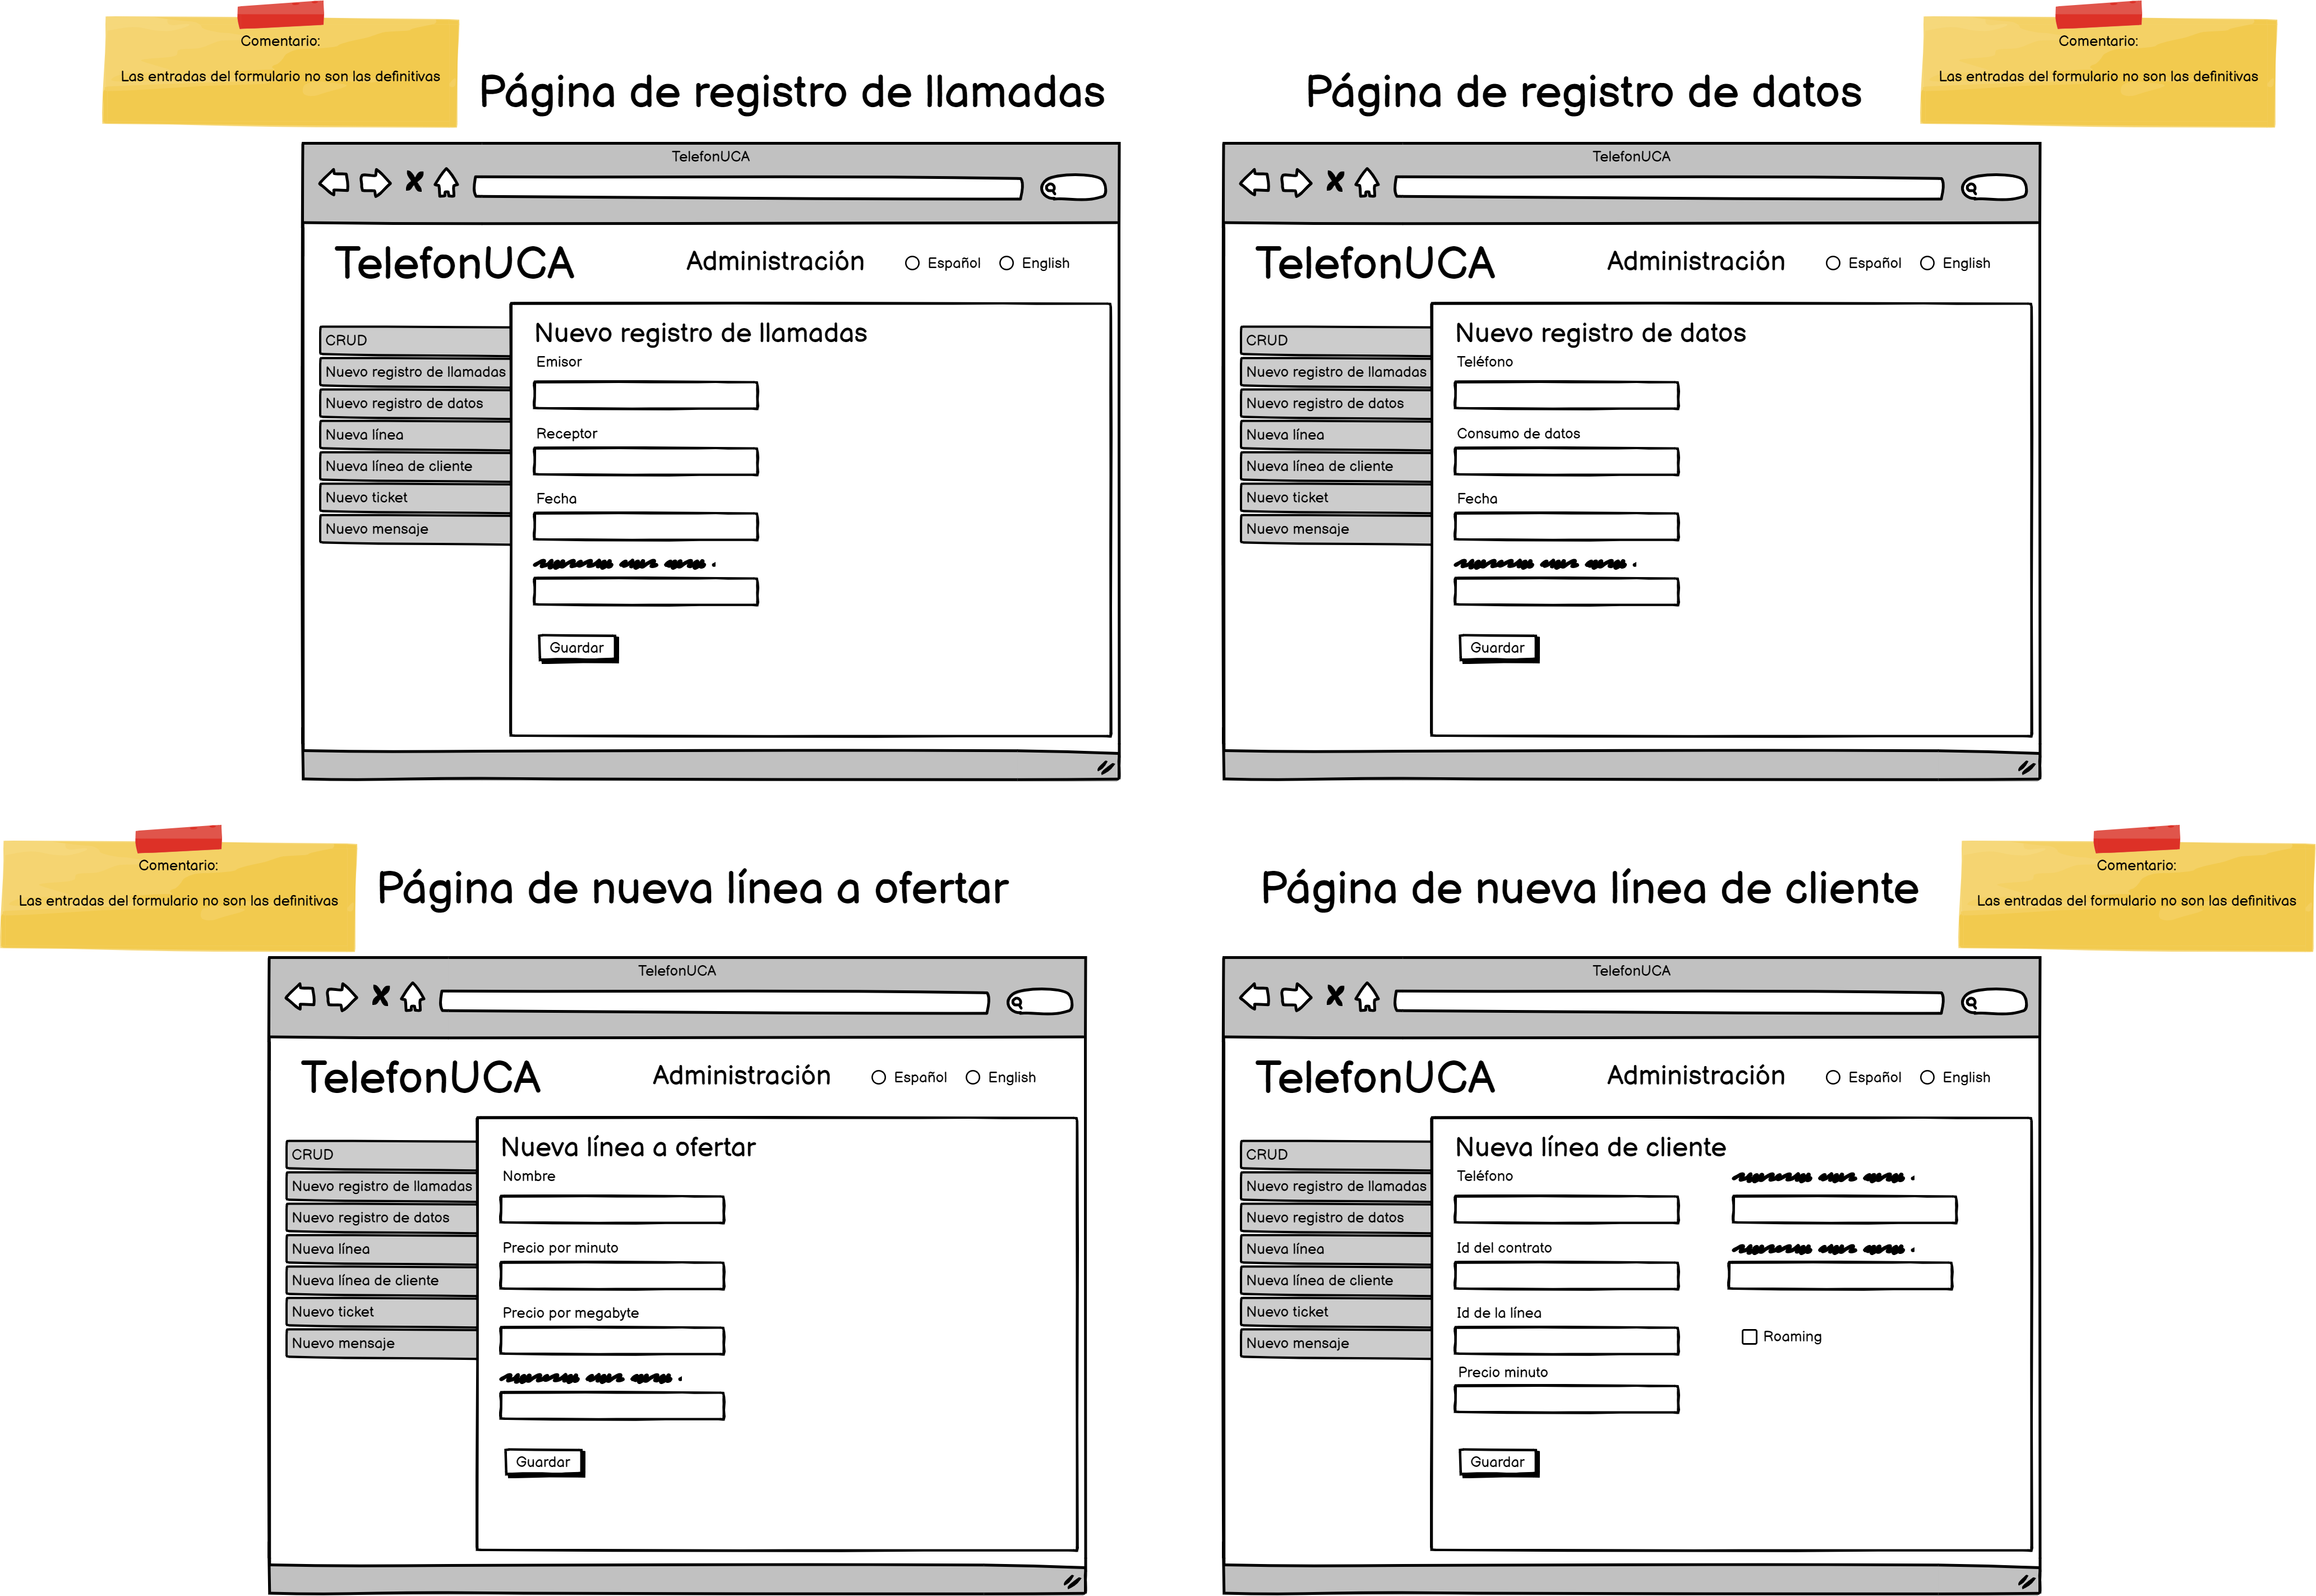 Comentario:
Las entradas del formulario no son las definitivas
Página de registro de llamadas
TelefonUCA
TelefonUCA
Administración
Español
English
CRUD
Nuevo registro de llamadas
Nuevo registro de datos
Nueva línea
Nueva línea de cliente
Nuevo ticket
Nuevo mensaje
Nuevo registro de llamadas
Emisor
Receptor
Fecha
Guardar
Página de registro de datos
Comentario:
Las entradas del formulario no son las definitivas
TelefonUCA
TelefonUCA
Administración
Español
English
CRUD
Nuevo registro de llamadas
Nuevo registro de datos
Nueva línea
Nueva línea de cliente
Nuevo ticket
Nuevo mensaje
Nuevo registro de datos
Teléfono
Consumo de datos
Fecha
Guardar
Comentario:
Las entradas del formulario no son las definitivas
Página de nueva línea a ofertar
TelefonUCA
TelefonUCA
Administración
Español
English
CRUD
Nuevo registro de llamadas
Nuevo registro de datos
Nueva línea
Nueva línea de cliente
Nuevo ticket
Nuevo mensaje
Nueva línea a ofertar
Nombre
Precio por minuto
Precio por megabyte
Guardar
Página de nueva línea de cliente
Comentario:
Las entradas del formulario no son las definitivas
TelefonUCA
TelefonUCA
Administración
Español
English
CRUD
Nuevo registro de llamadas
Nuevo registro de datos
Nueva línea
Nueva línea de cliente
Nuevo ticket
Nuevo mensaje
Nueva línea de cliente
Teléfono
Id del contrato
Id de la línea
Roaming
Precio minuto
Guardar